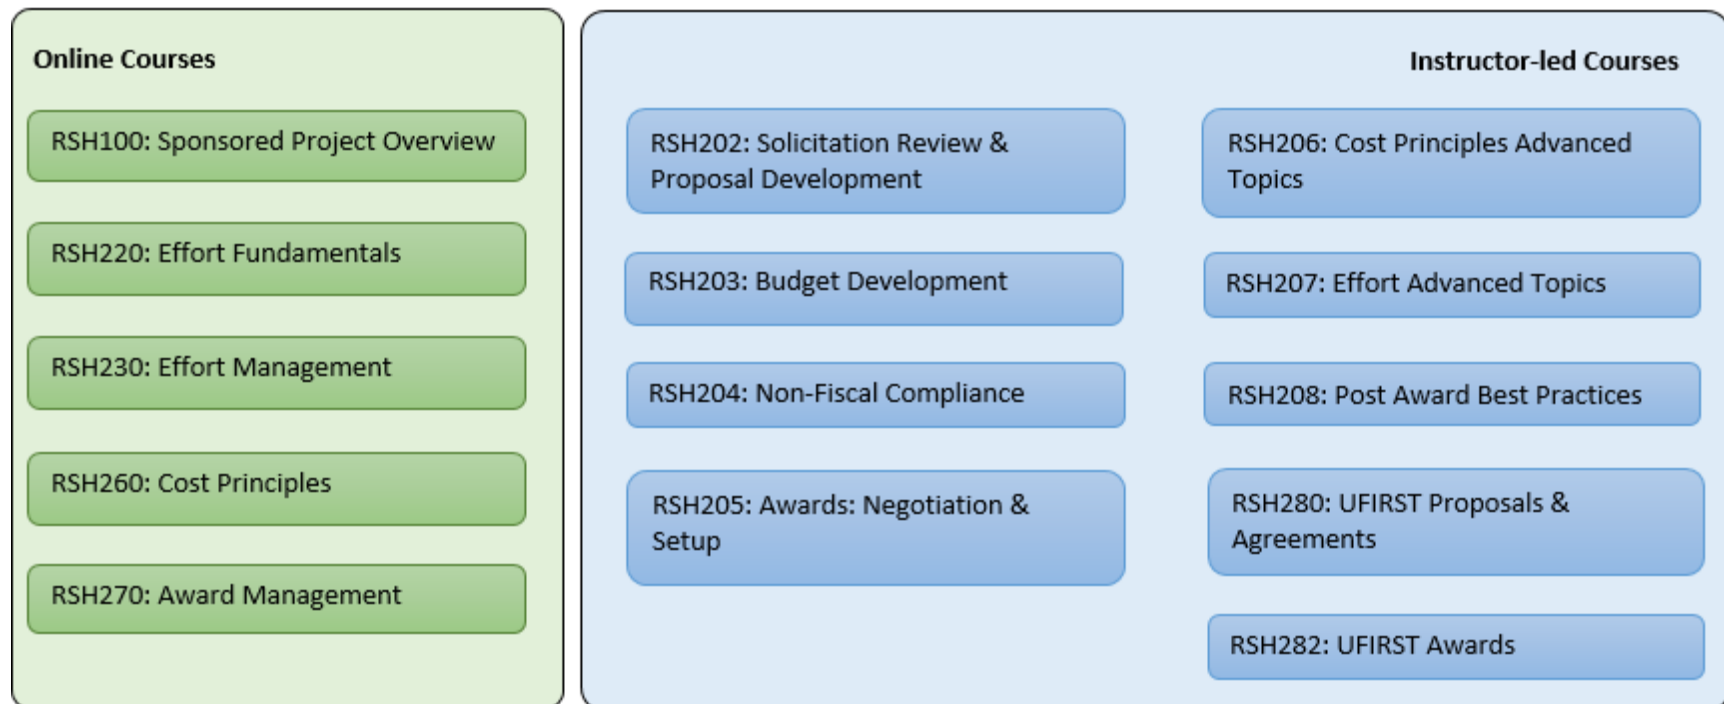 Online Courses
RSH100: Sponsored Project Overview
RSH220: Effort Fundamentals
RSH230: Effort Management
RSH260: Cost Principles
RSH270: Award Management
Instructor-led Courses
RSH202: Solicitation Review &
Proposal Development
RSH203: Budget Development
RSH204: Non-Fiscal Compliance
RSH205: Awards: Negotiation &
Setup
RSH206: Cost Principles Advanced
Topics
RSH207: Effort Advanced Topics
RSH208: Post Award Best Practices
RSH280: UFIRST Proposals &
Agreements
RSH282: UFIRST Awards